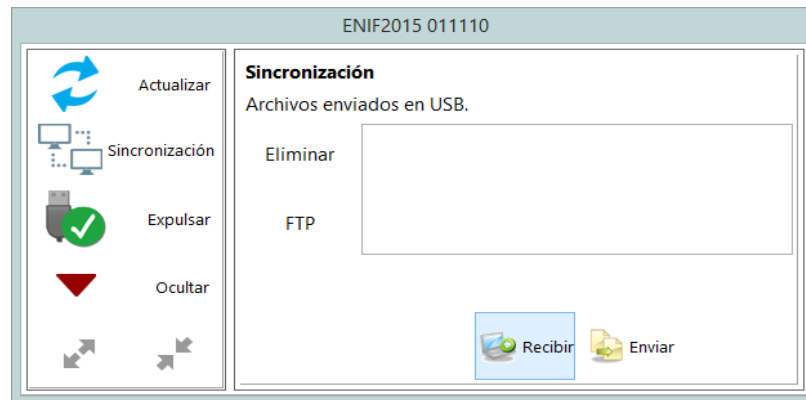 ENIF2015 011110
Actualizar
Sincronización
Expulsar
Ocultar
Sincronización
Archivos enviados en USB.
Eliminar
FTP
Recibir
Enviar